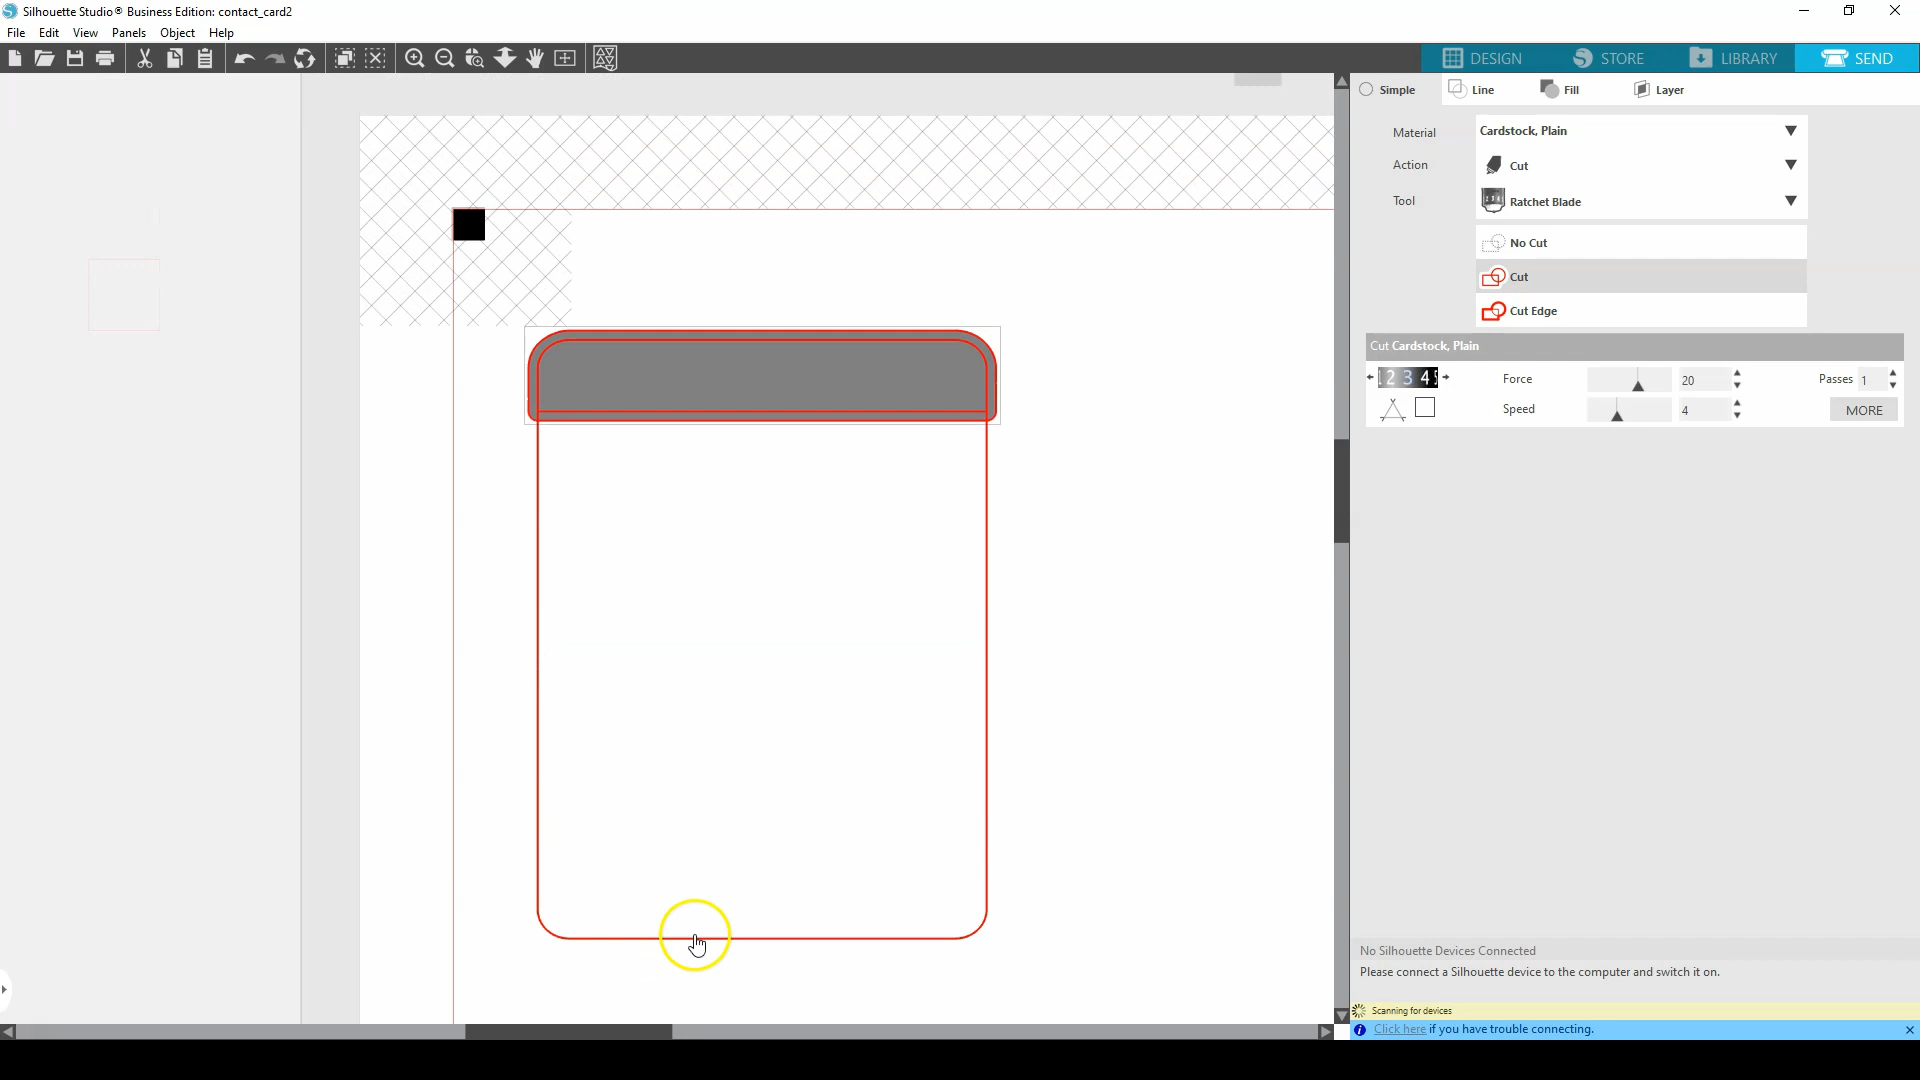 Silhouette Studio® Business Edition: contact_card2
File Edit View Panels Object Help
DESIGN STORE LIBRARY SEND
Simple Line Fill Layer
Material Cardstock, Plain
Action Cut
Tool Ratchet Blade
No Cut
Cut
Cut Edge
Cut Cardstock, Plain
2 3 4 Force 20 Passes 1
Speed 4 MORE
No Silhouette Devices Connected
Please connect a Silhouette device to the computer and switch it on.
Scanning for devices
Click here if you have trouble connecting.